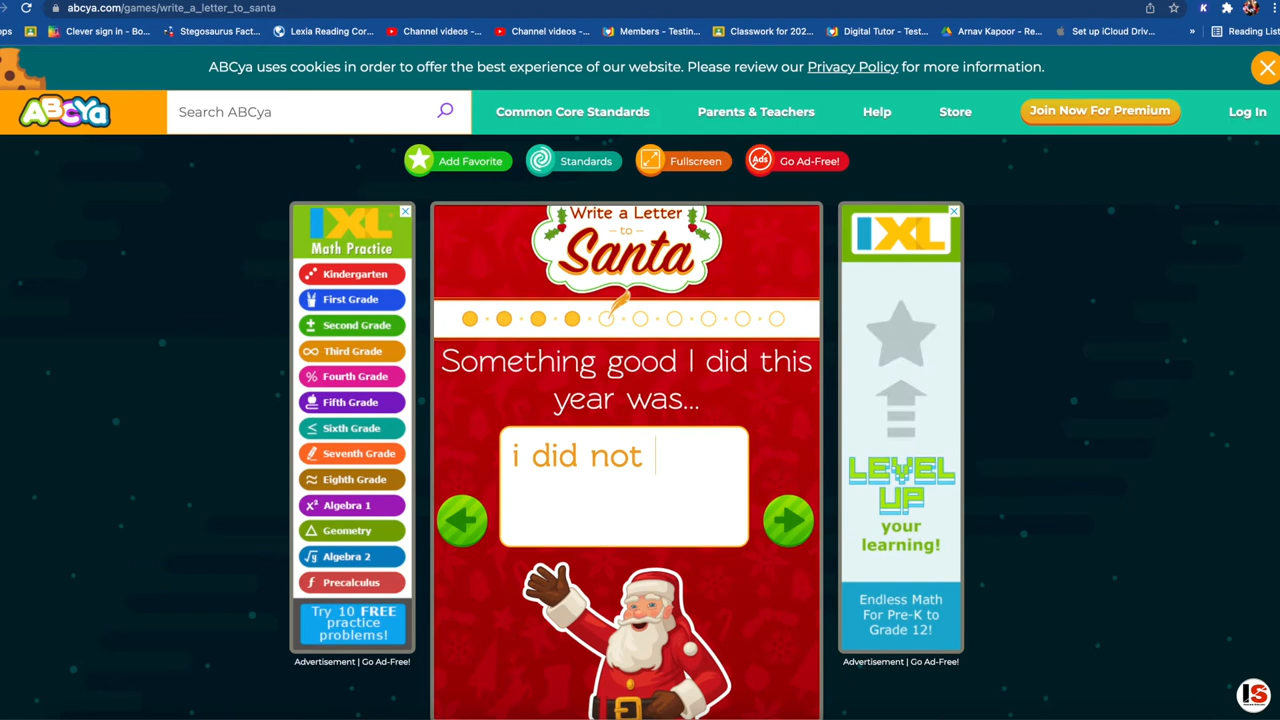 abcya.com/games/write_a_letter_to_santa
ops
Clever sign in - Bo...
Stegosaurus Fact...
Lexia Reading Cor...
Channel videos -...
Channel videos -...
Members - Testin...
Classwork for 202...
Digital Tutor - Test...
Arnav Kapoor - Re...
Set up iCloud Driv...
»
Reading List
ABCya uses cookies in order to offer the best experience of our website. Please review our Privacy Policy for more information.
ABCYa
Search ABCya
Common Core Standards
Parents & Teachers
Help
Store
Join Now For Premium
Log In
Add Favorite
Standards
Fullscreen
Ads
Go Ad-Free!
IXL
Math Practice
Kindergarten
First Grade
Second Grade
Third Grade
Fourth Grade
Fifth Grade
Sixth Grade
Seventh Grade
Eighth Grade
x² Algebra 1
Geometry
√y Algebra 2
f Precalculus
Try 10 FREE
practice
problems!
Advertisement | Go Ad-Free!
Write a Letter
- to -
Santa
Something good I did this
year was...
i did not
IXL
LEVEL
UP
your
learning!
Endless Math
For Pre-K to
Grade 12!
Advertisement | Go Ad-Free!
IS